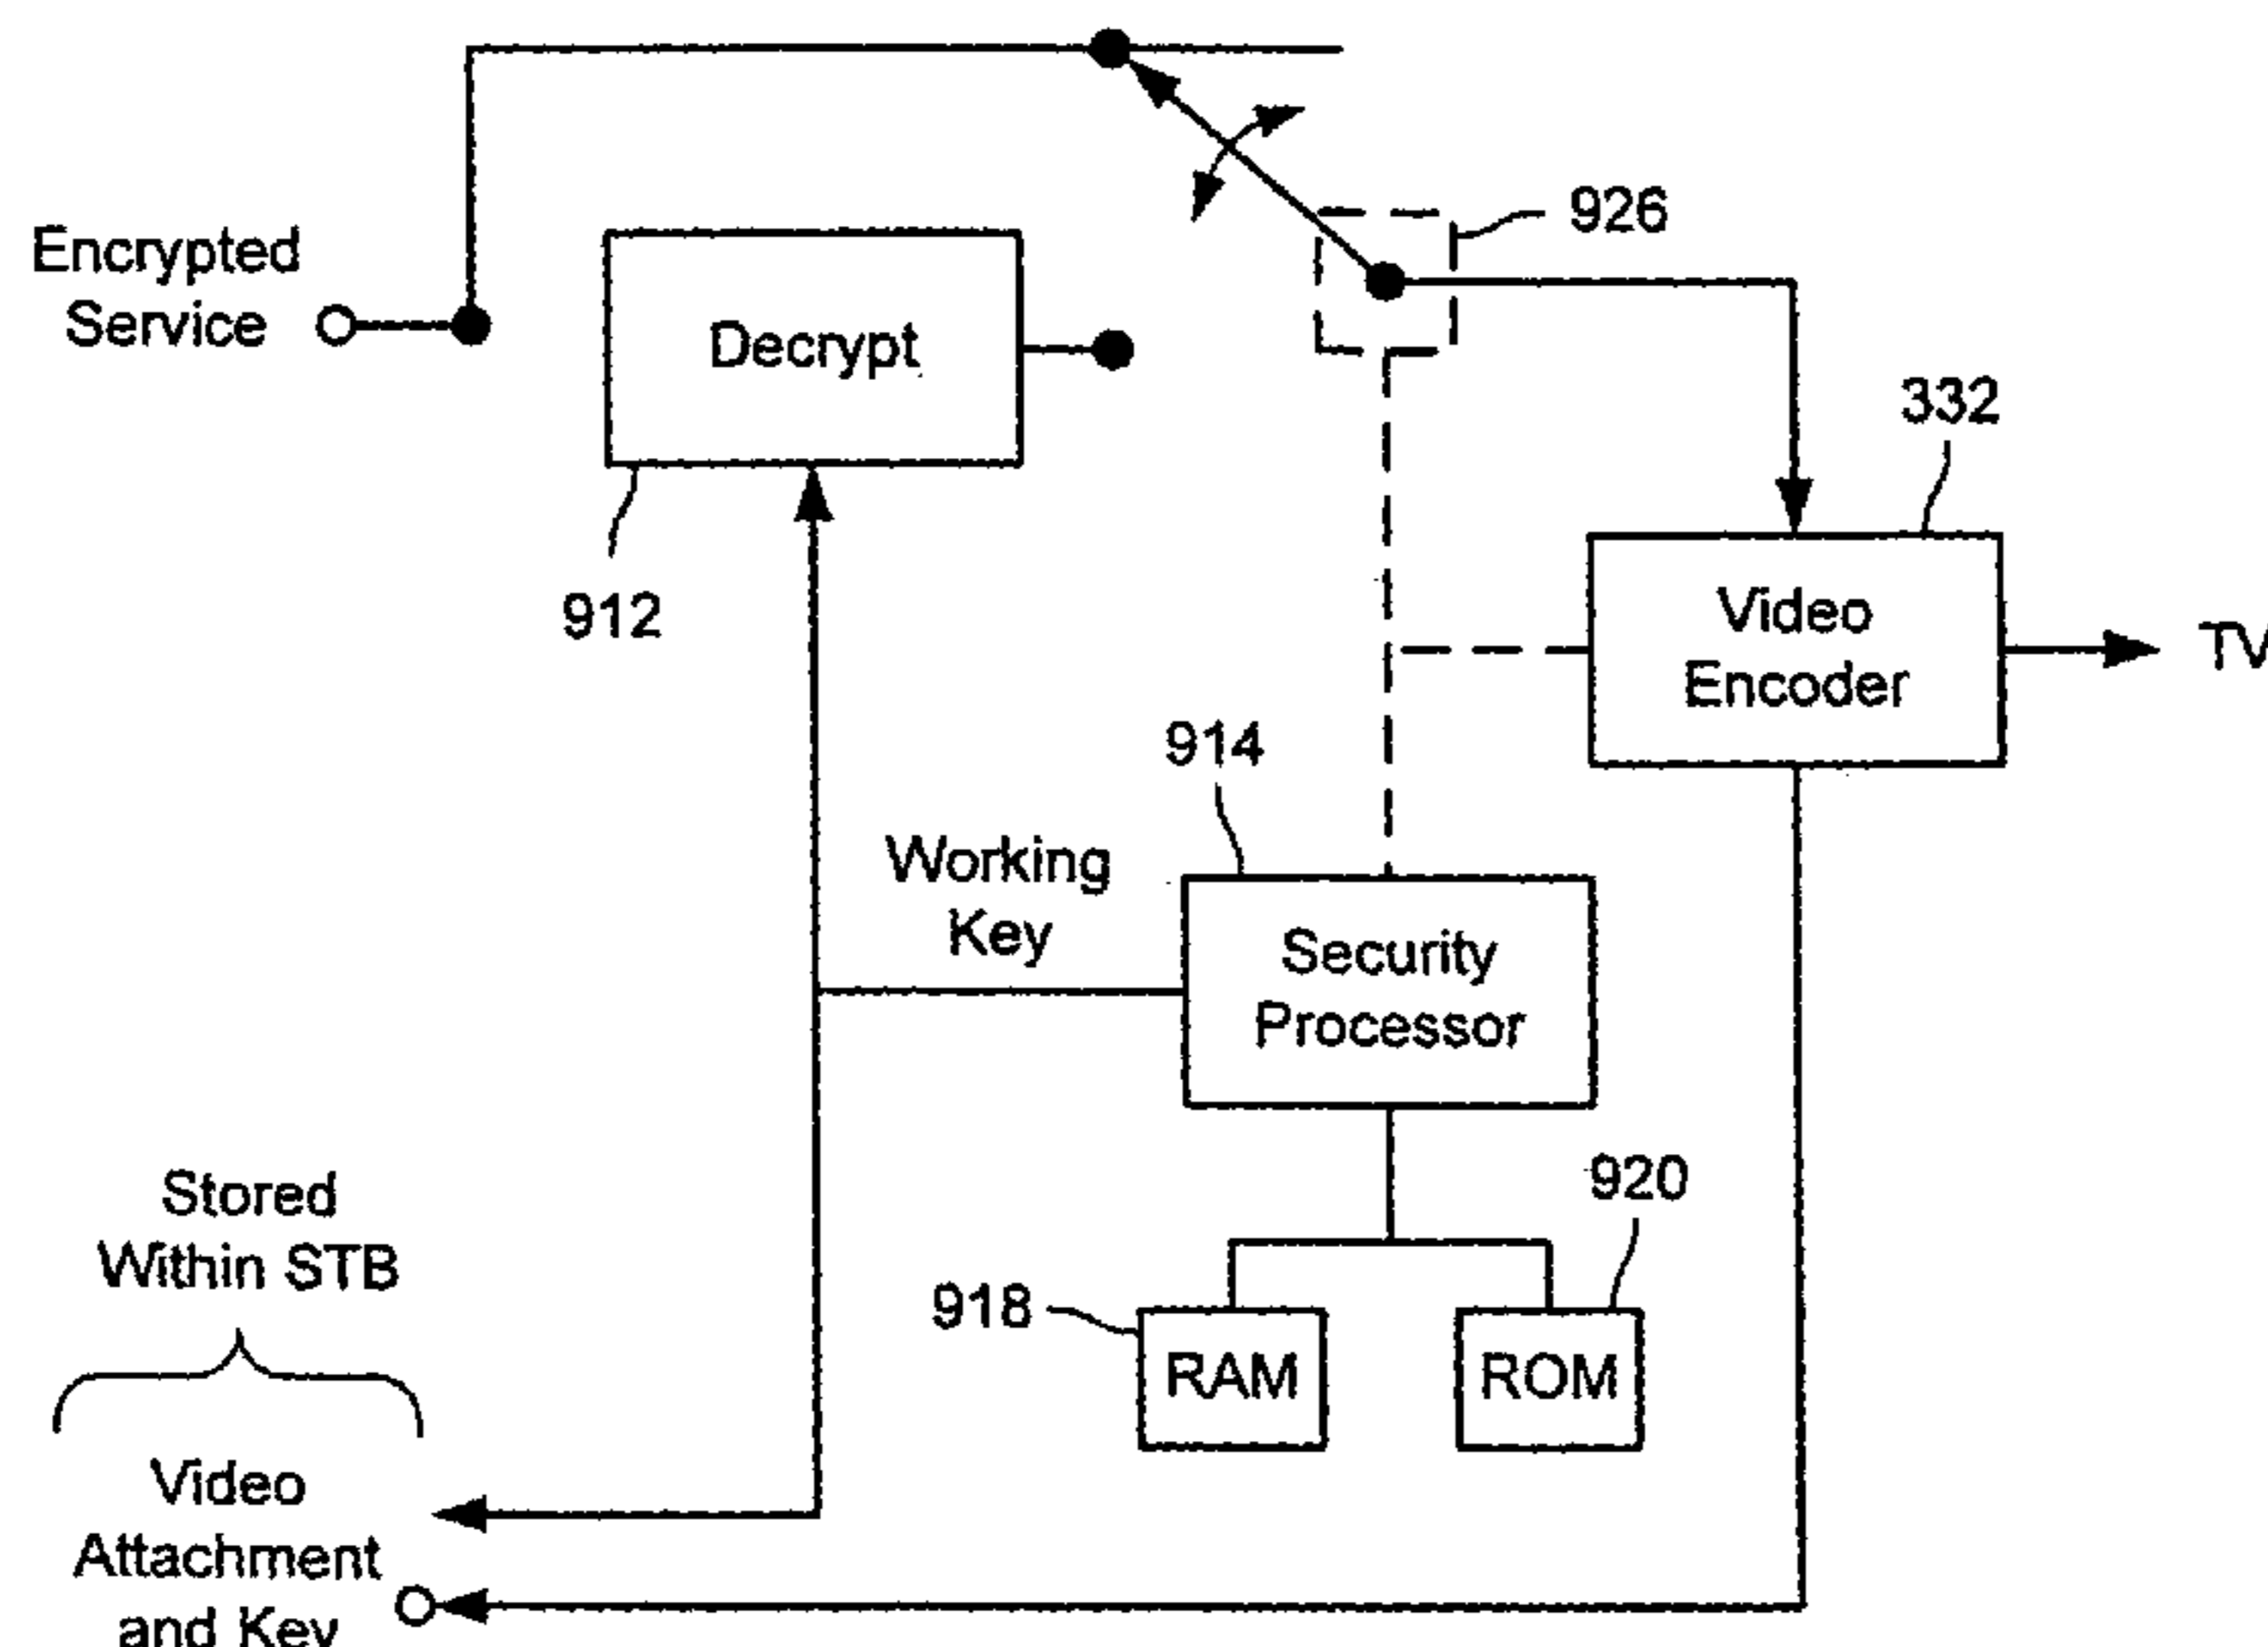 926
Encrypted
Service
Decrypt
332
912
Video
Encoder
TV
914
Working
Key
Security
Processor
Stored
Within STB
920
918
RAM
ROM
Video
Attachment
and Key